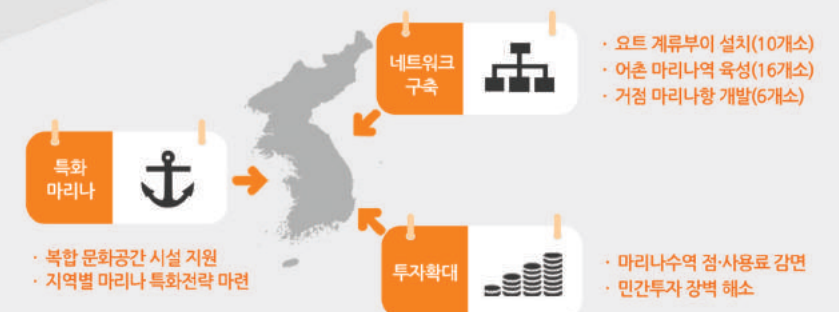 네트워크
구축
· 요트 계류부이 설치(10개소)
· 어촌 마리나역 육성(16개소)
· 거점 마리나항 개발(6개소)
특화
마리나
· 복합 문화공간 시설 지원
· 지역별 마리나 특화전략 마련
투자확대
· 마리나수역 점·사용료 감면
· 민간투자 장벽 해소